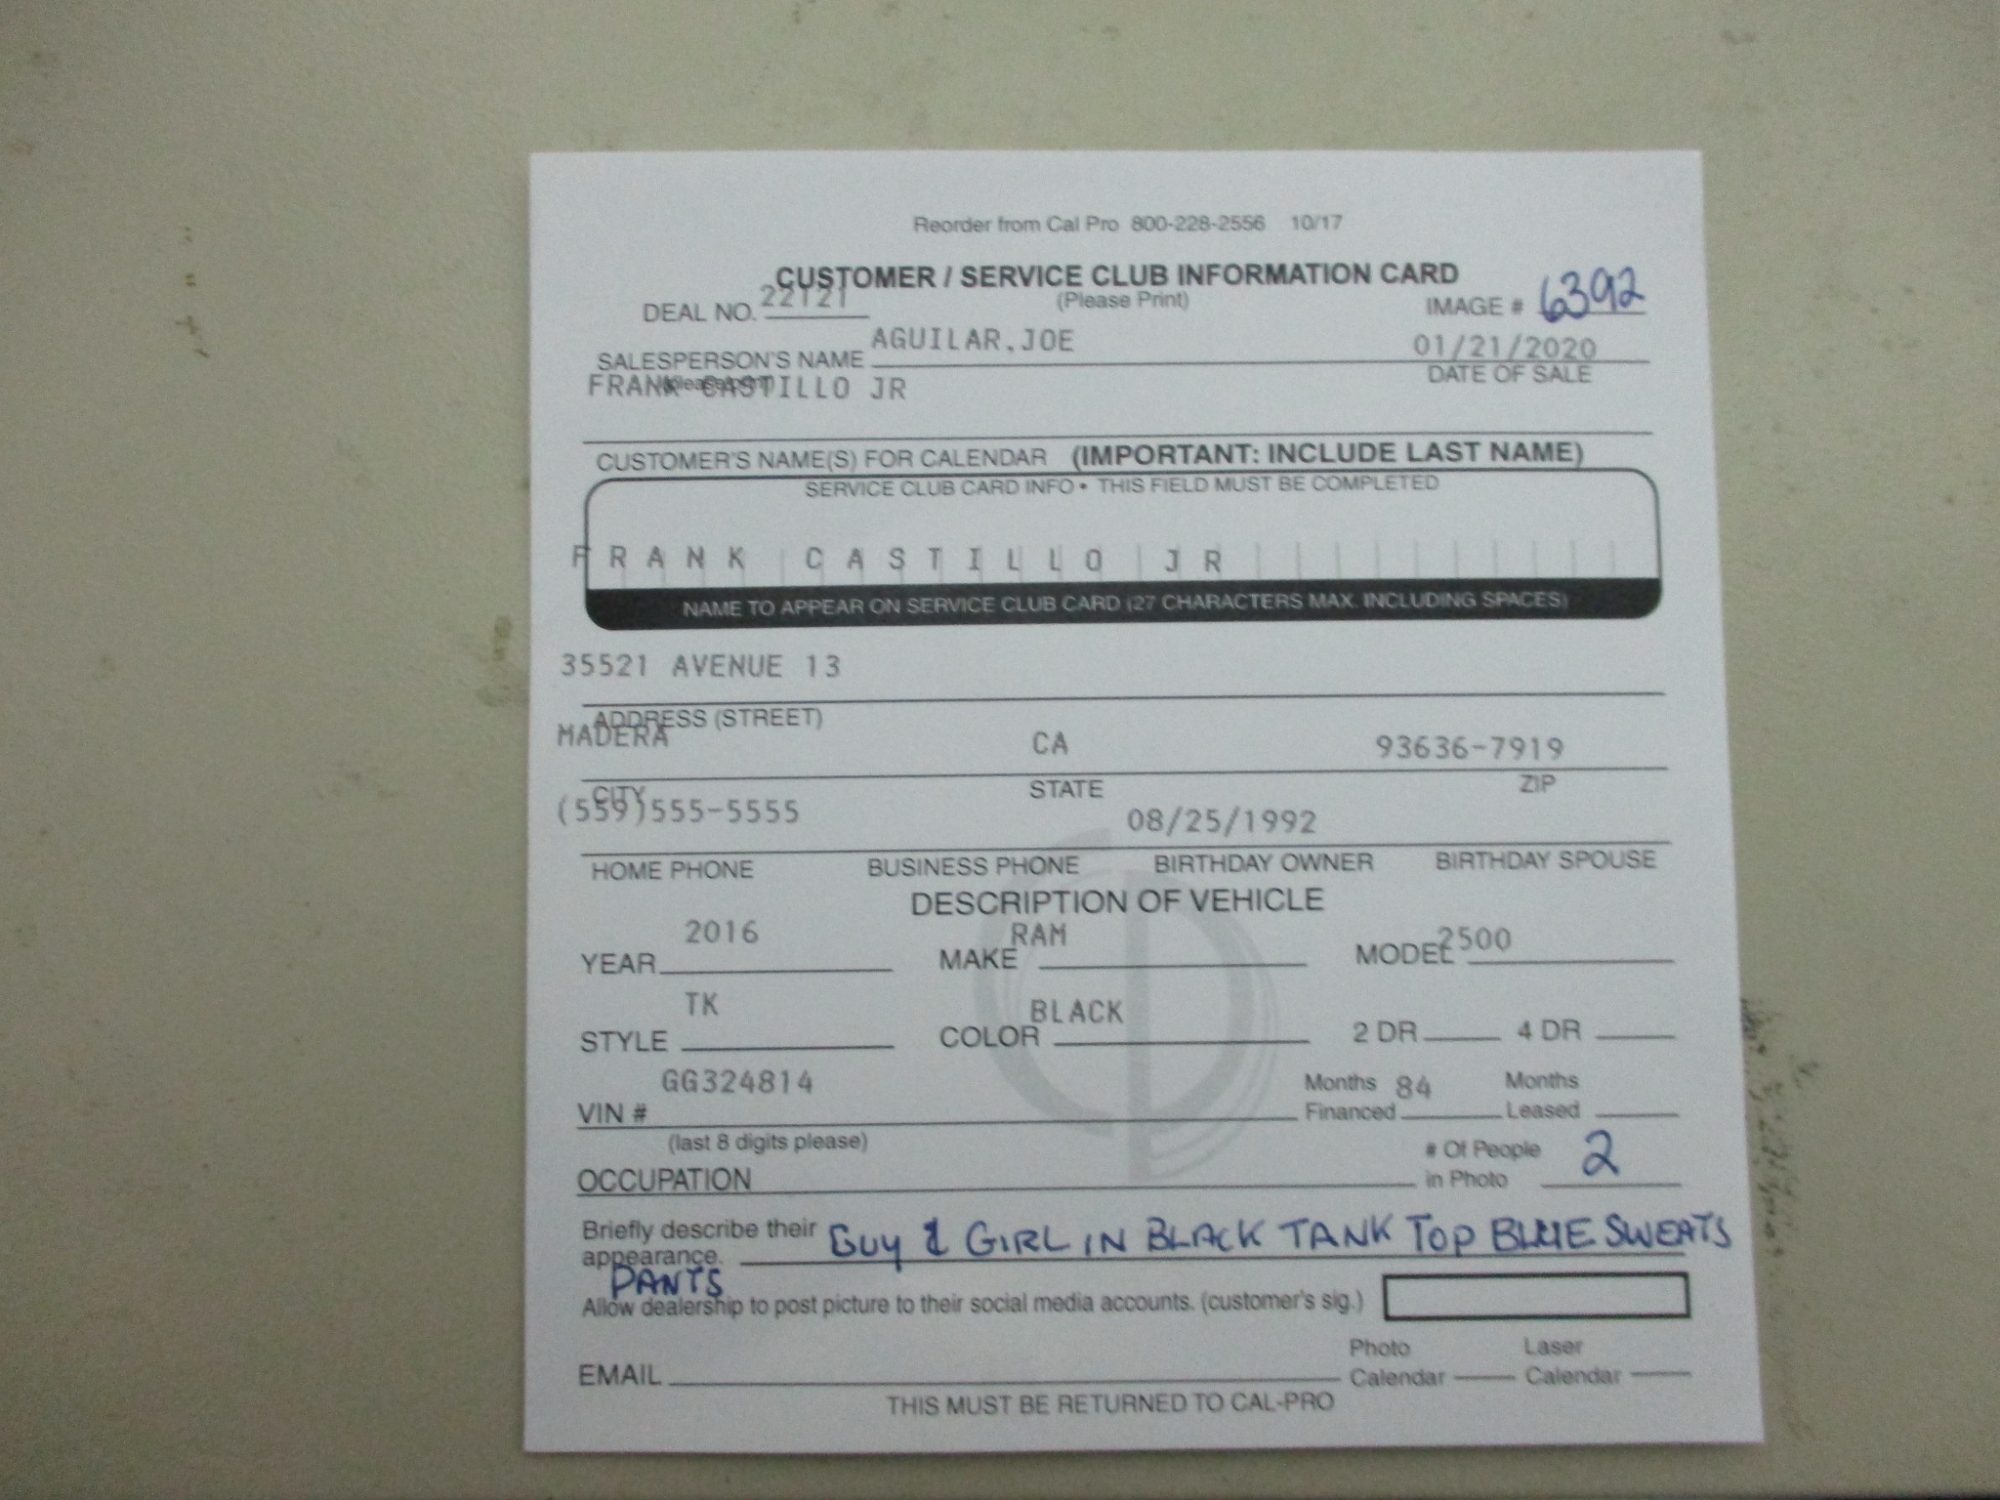 Reorder from Cal Pro 800-228-2556 10/17
CUSTOMER / SERVICE CLUB INFORMATION CARD
DEAL NO. 22121 (Please Print) IMAGE # 6392
SALESPERSON'S NAME AGUILAR,JOE 01/21/2020
(please print) DATE OF SALE
FRANK CASTILLO JR
CUSTOMER'S NAME(S) FOR CALENDAR (IMPORTANT: INCLUDE LAST NAME)
SERVICE CLUB CARD INFO • THIS FIELD MUST BE COMPLETED
FRANK CASTILLO JR
NAME TO APPEAR ON SERVICE CLUB CARD (27 CHARACTERS MAX. INCLUDING SPACES)
35521 AVENUE 13
ADDRESS (STREET)
MADERA CA 93636-7919
CITY STATE ZIP
(559)555-5555 08/25/1992
HOME PHONE BUSINESS PHONE BIRTHDAY OWNER BIRTHDAY SPOUSE
DESCRIPTION OF VEHICLE
YEAR 2016 MAKE RAM MODEL 2500
STYLE TK COLOR BLACK 2 DR 4 DR
VIN # GG324814 Months Financed 84 Months Leased
(last 8 digits please)
OCCUPATION # Of People in Photo 2
Briefly describe their appearance. GUY & GIRL IN BLACK TANK TOP BLUE SWEATS
PANTS
Allow dealership to post picture to their social media accounts. (customer's sig.)
EMAIL Photo Calendar Laser Calendar
THIS MUST BE RETURNED TO CAL-PRO